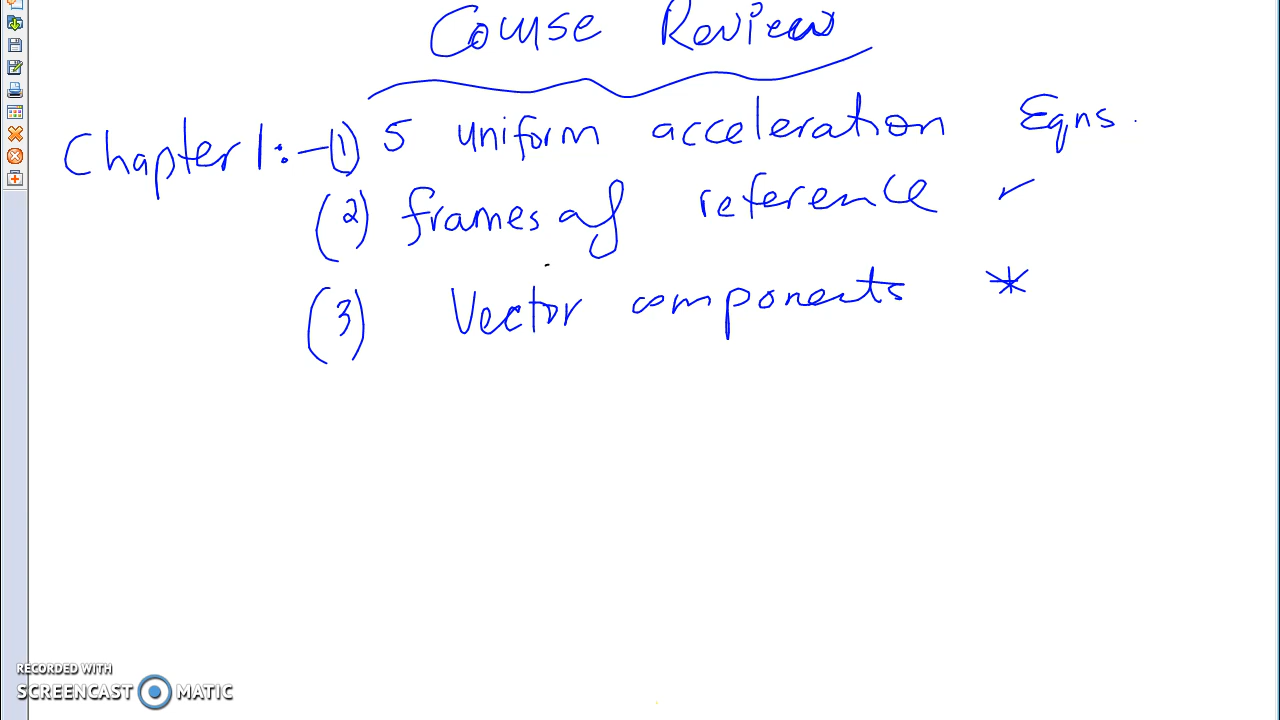 Course Review
Chapter 1: - (1) 5 uniform acceleration Eqns.
(2) frames of reference ✓
(3) Vector components *
RECORDED WITH
SCREENCAST MATIC